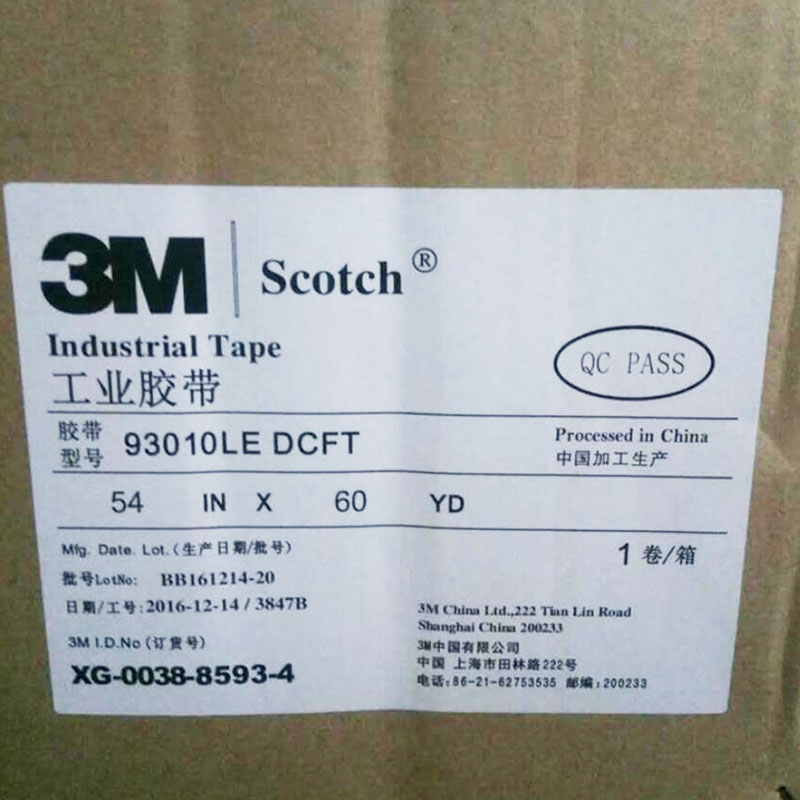 3M Scotch®
Industrial Tape
工业胶带
QC PASS
胶带型号 93010LE DCFT
Processed in China
中国加工生产
54 IN X 60 YD
Mfg. Date. Lot.(生产日期/批号)
1 卷/箱
批号LotNo: BB161214-20
日期/工号:2016-12-14 / 3847B
3M I.D.No (订货号)
XG-0038-8593-4
3M China Ltd.,222 Tian Lin Road
Shanghai China 200233
3M中国有限公司
中国 上海市田林路222号
电话:86-21-62753535 邮编:200233